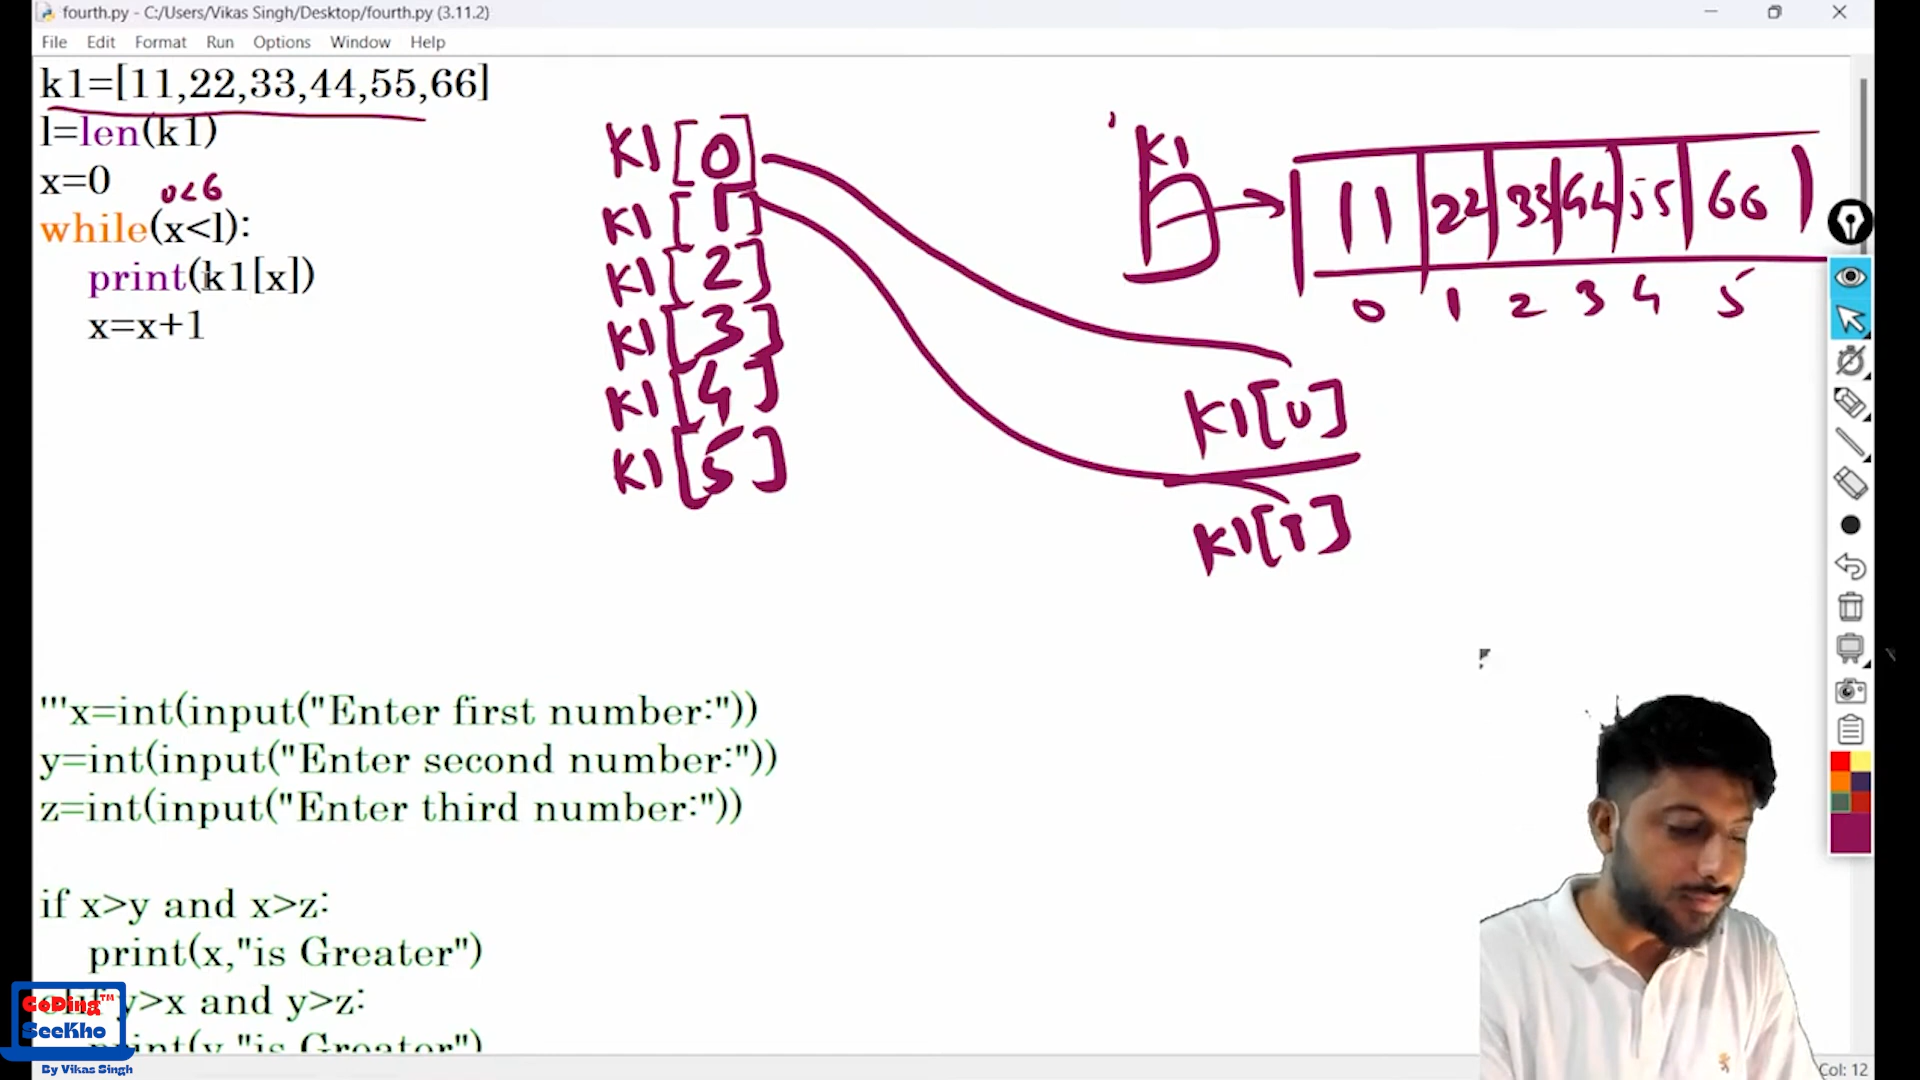 fourth.py - C:/Users/Vikas Singh/Desktop/fourth.py (3.11.2)
File Edit Format Run Options Window Help
k1=[11,22,33,44,55,66]
l=len(k1)
x=0
0<6
while(x<l):
print(k1[x])
x=x+1
K1[0]
K1[1]
K1[2]
K1[3]
K1[4]
K1[5]
K1
11 22 33 44 55 66
0 1 2 3 4 5
K1[0]
K1[1]
'''x=int(input("Enter first number:"))
y=int(input("Enter second number:"))
z=int(input("Enter third number:"))
if x>y and x>z:
print(x,"is Greater")
y>x and y>z:
print(y,"is Greater")
CoDing™
SeeKho
By Vikas Singh
Col: 12